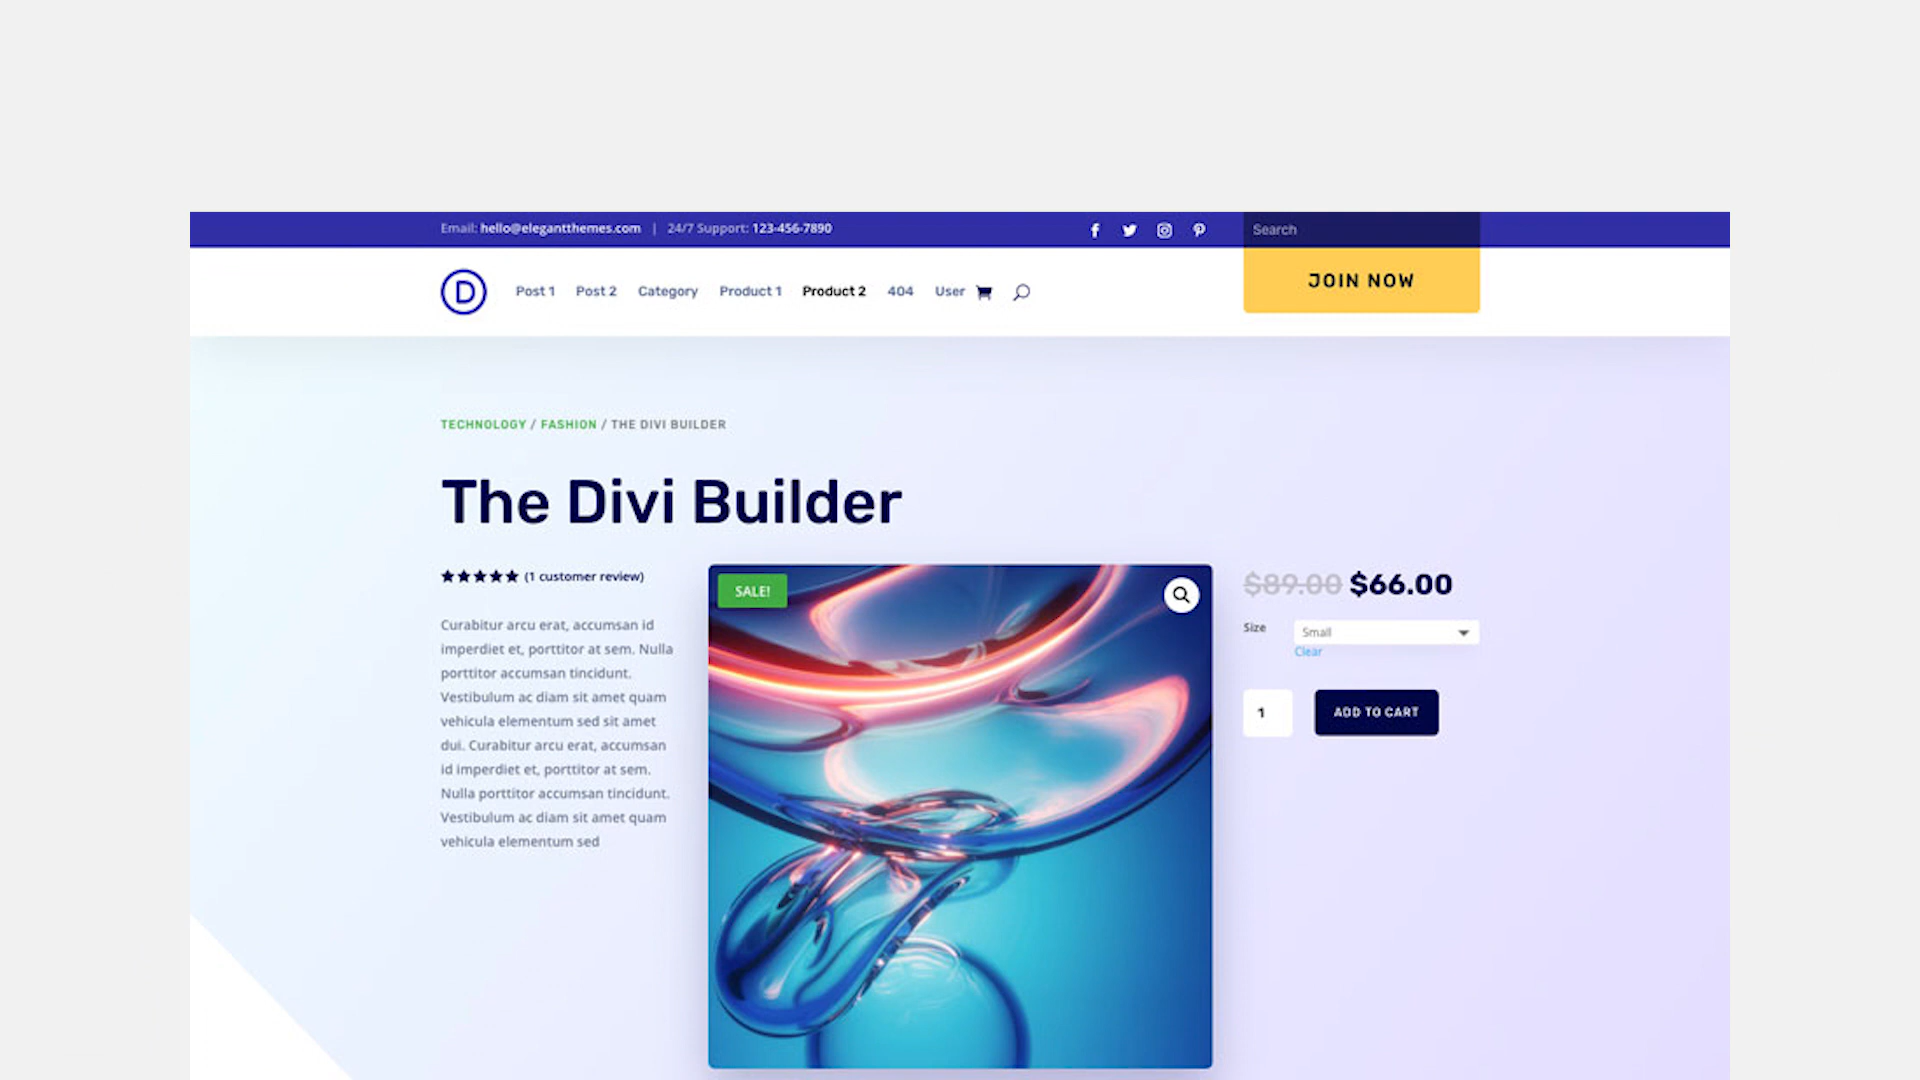 Email: hello@elegantthemes.com | 24/7 Support: 123-456-7890
Search
D
Post 1 Post 2 Category Product 1 Product 2 404 User
JOIN NOW
TECHNOLOGY / FASHION / THE DIVI BUILDER
The Divi Builder
(1 customer review)
Curabitur arcu erat, accumsan id
imperdiet et, porttitor at sem. Nulla
porttitor accumsan tincidunt.
Vestibulum ac diam sit amet quam
vehicula elementum sed sit amet
dui. Curabitur arcu erat, accumsan
id imperdiet et, porttitor at sem.
Nulla porttitor accumsan tincidunt.
Vestibulum ac diam sit amet quam
vehicula elementum sed
SALE!
$89.00 $66.00
Size
Small
Clear
1
ADD TO CART